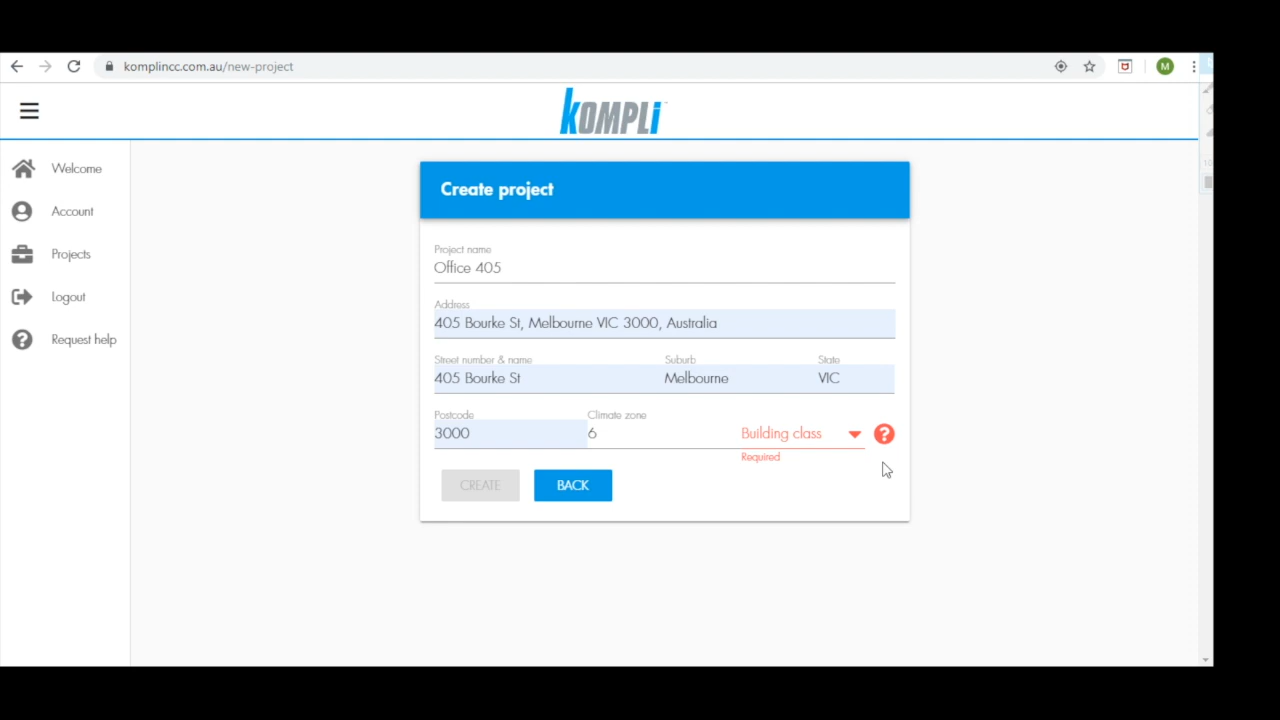 komplincc.com.au/new-project
M
KOMPLi
Welcome
Account
Projects
Logout
Request help
Create project
Project name
Office 405
Address
405 Bourke St, Melbourne VIC 3000, Australia
Street number & name Suburb State
405 Bourke St Melbourne VIC
Postcode Climate zone
3000 6 Building class ?
Required
CREATE BACK